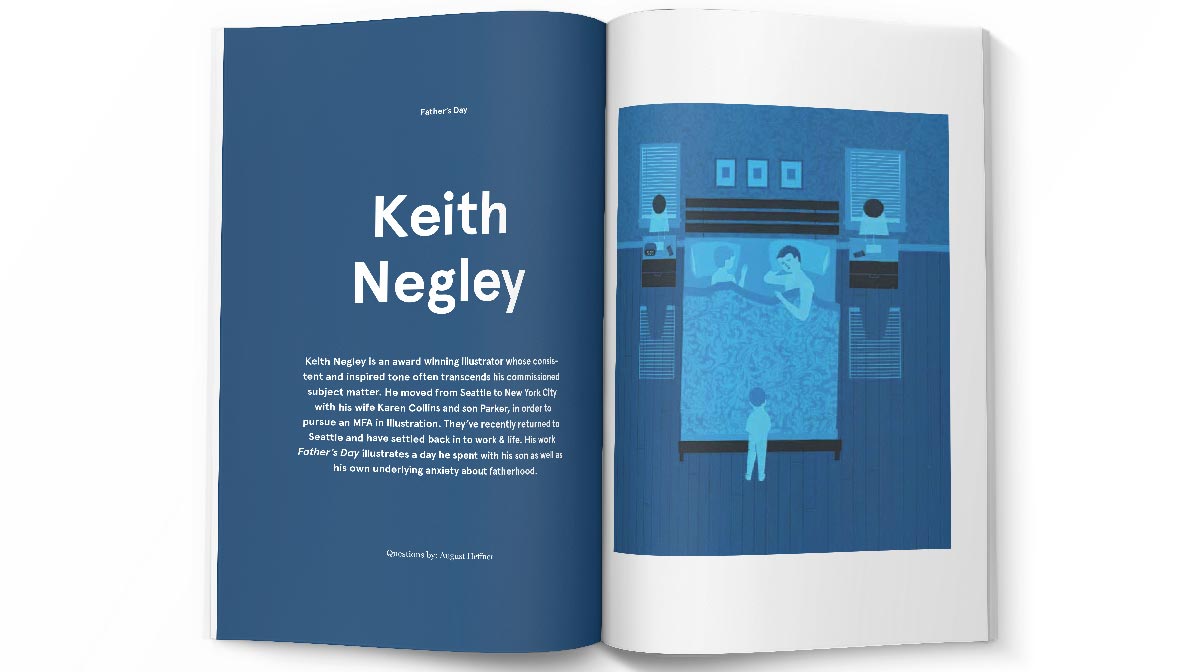 Father's Day
Keith
Negley
Keith Negley is an award winning illustrator whose consis-
tent and inspired tone often transcends his commissioned
subject matter. He moved from Seattle to New York City
with his wife Karen Collins and son Parker, in order to
pursue an MFA in Illustration. They've recently returned to
Seattle and have settled back in to work & life. His work
Father's Day illustrates a day he spent with his son as well as
his own underlying anxiety about fatherhood.
Questions by: August Heffner